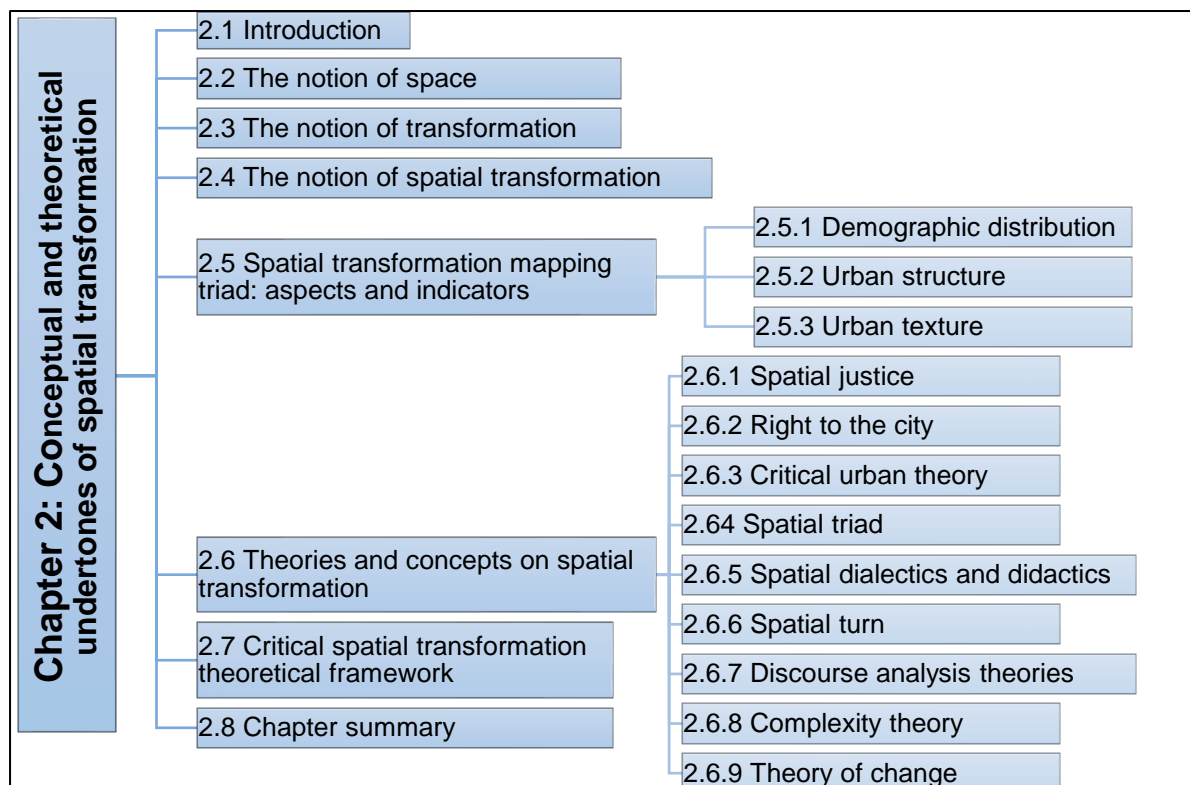 Chapter 2: Conceptual and theoretical
undertones of spatial transformation
2.1 Introduction
2.2 The notion of space
2.3 The notion of transformation
2.4 The notion of spatial transformation
2.5 Spatial transformation mapping
triad: aspects and indicators
2.5.1 Demographic distribution
2.5.2 Urban structure
2.5.3 Urban texture
2.6 Theories and concepts on spatial
transformation
2.6.1 Spatial justice
2.6.2 Right to the city
2.6.3 Critical urban theory
2.64 Spatial triad
2.6.5 Spatial dialectics and didactics
2.6.6 Spatial turn
2.6.7 Discourse analysis theories
2.6.8 Complexity theory
2.6.9 Theory of change
2.7 Critical spatial transformation
theoretical framework
2.8 Chapter summary